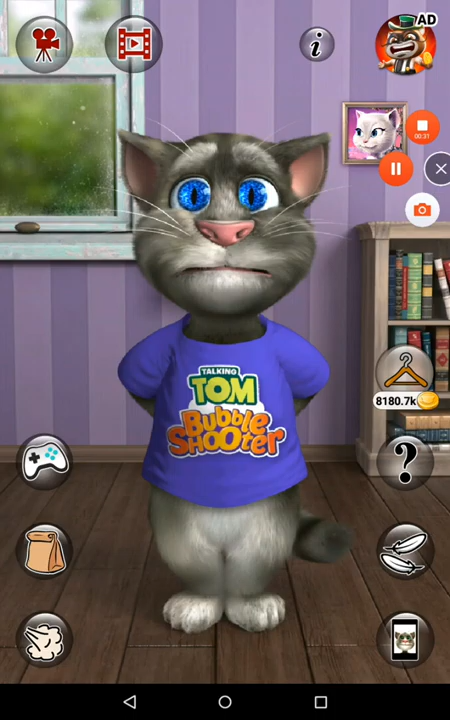 AD
00:31
i
TALKING
TOM
Bubble
SHOOter
8180.7k
?